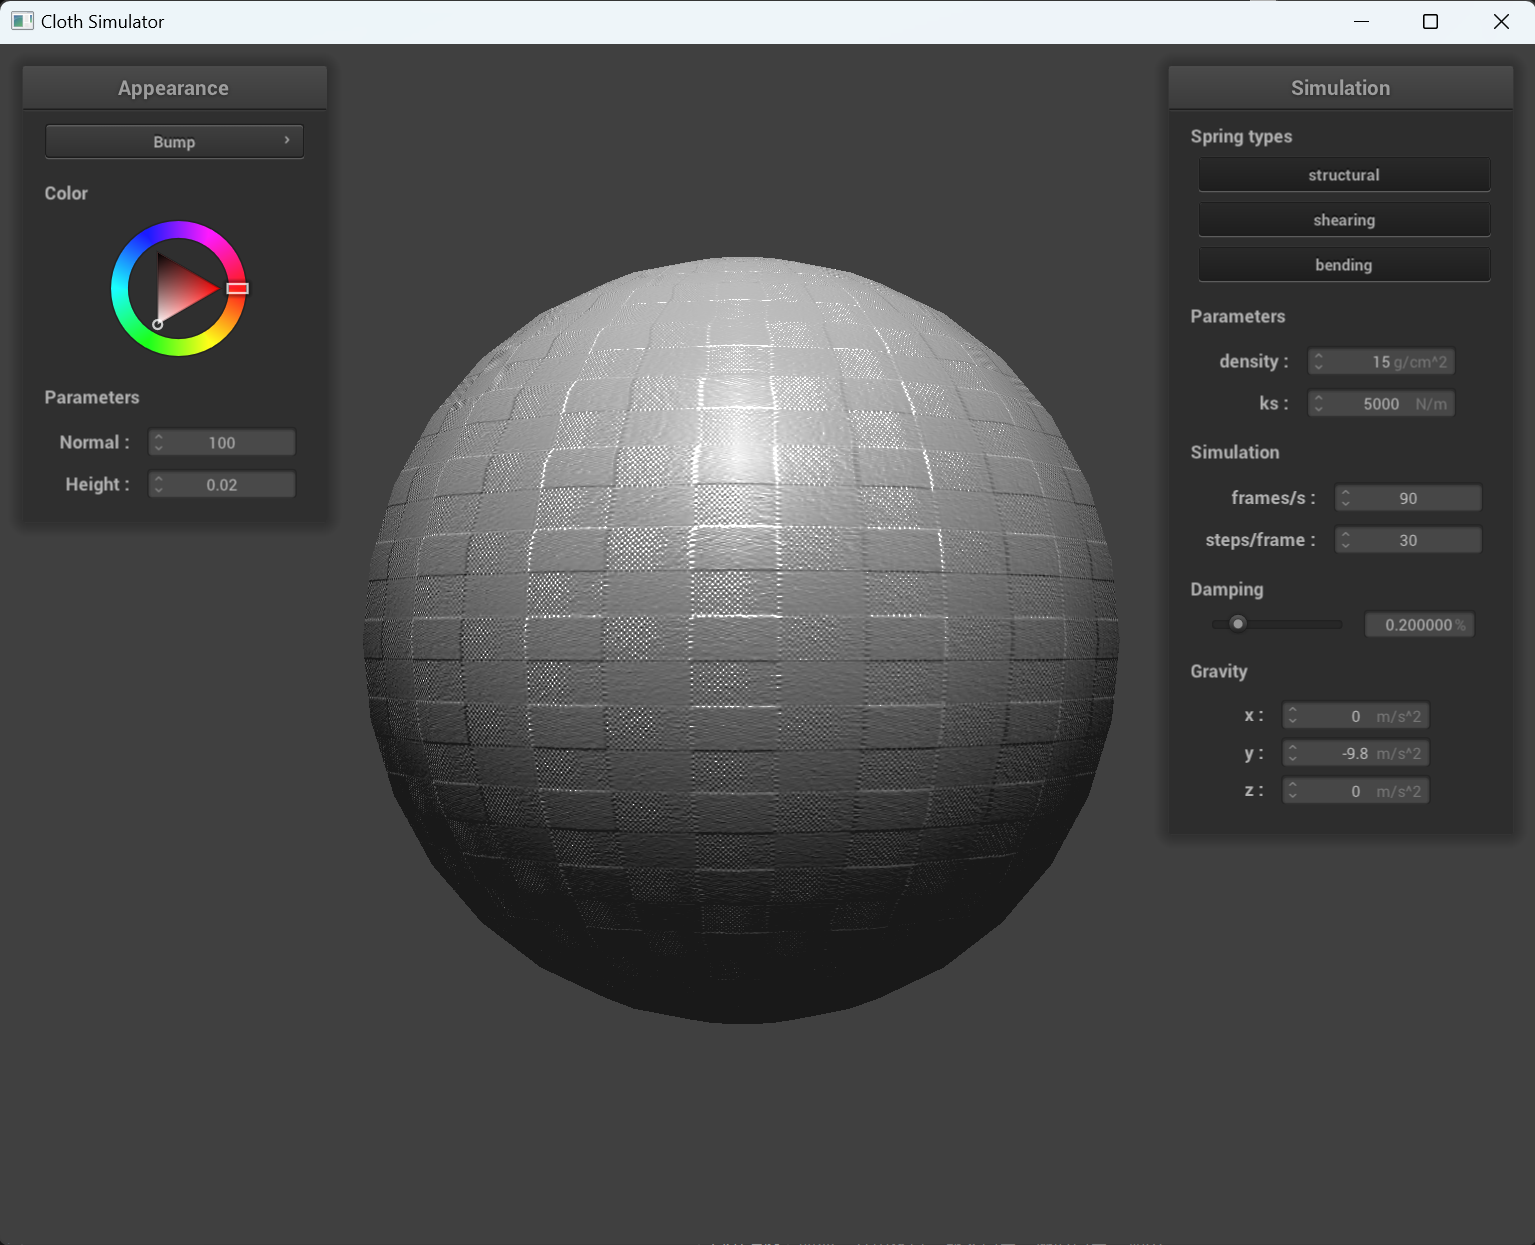 Cloth Simulator
Appearance
Bump
Color
Parameters
Normal : 100
Height : 0.02
Simulation
Spring types
structural
shearing
bending
Parameters
density : 15 g/cm^2
ks : 5000 N/m
Simulation
frames/s : 90
steps/frame : 30
Damping
0.200000 %
Gravity
x : 0 m/s^2
y : -9.8 m/s^2
z : 0 m/s^2